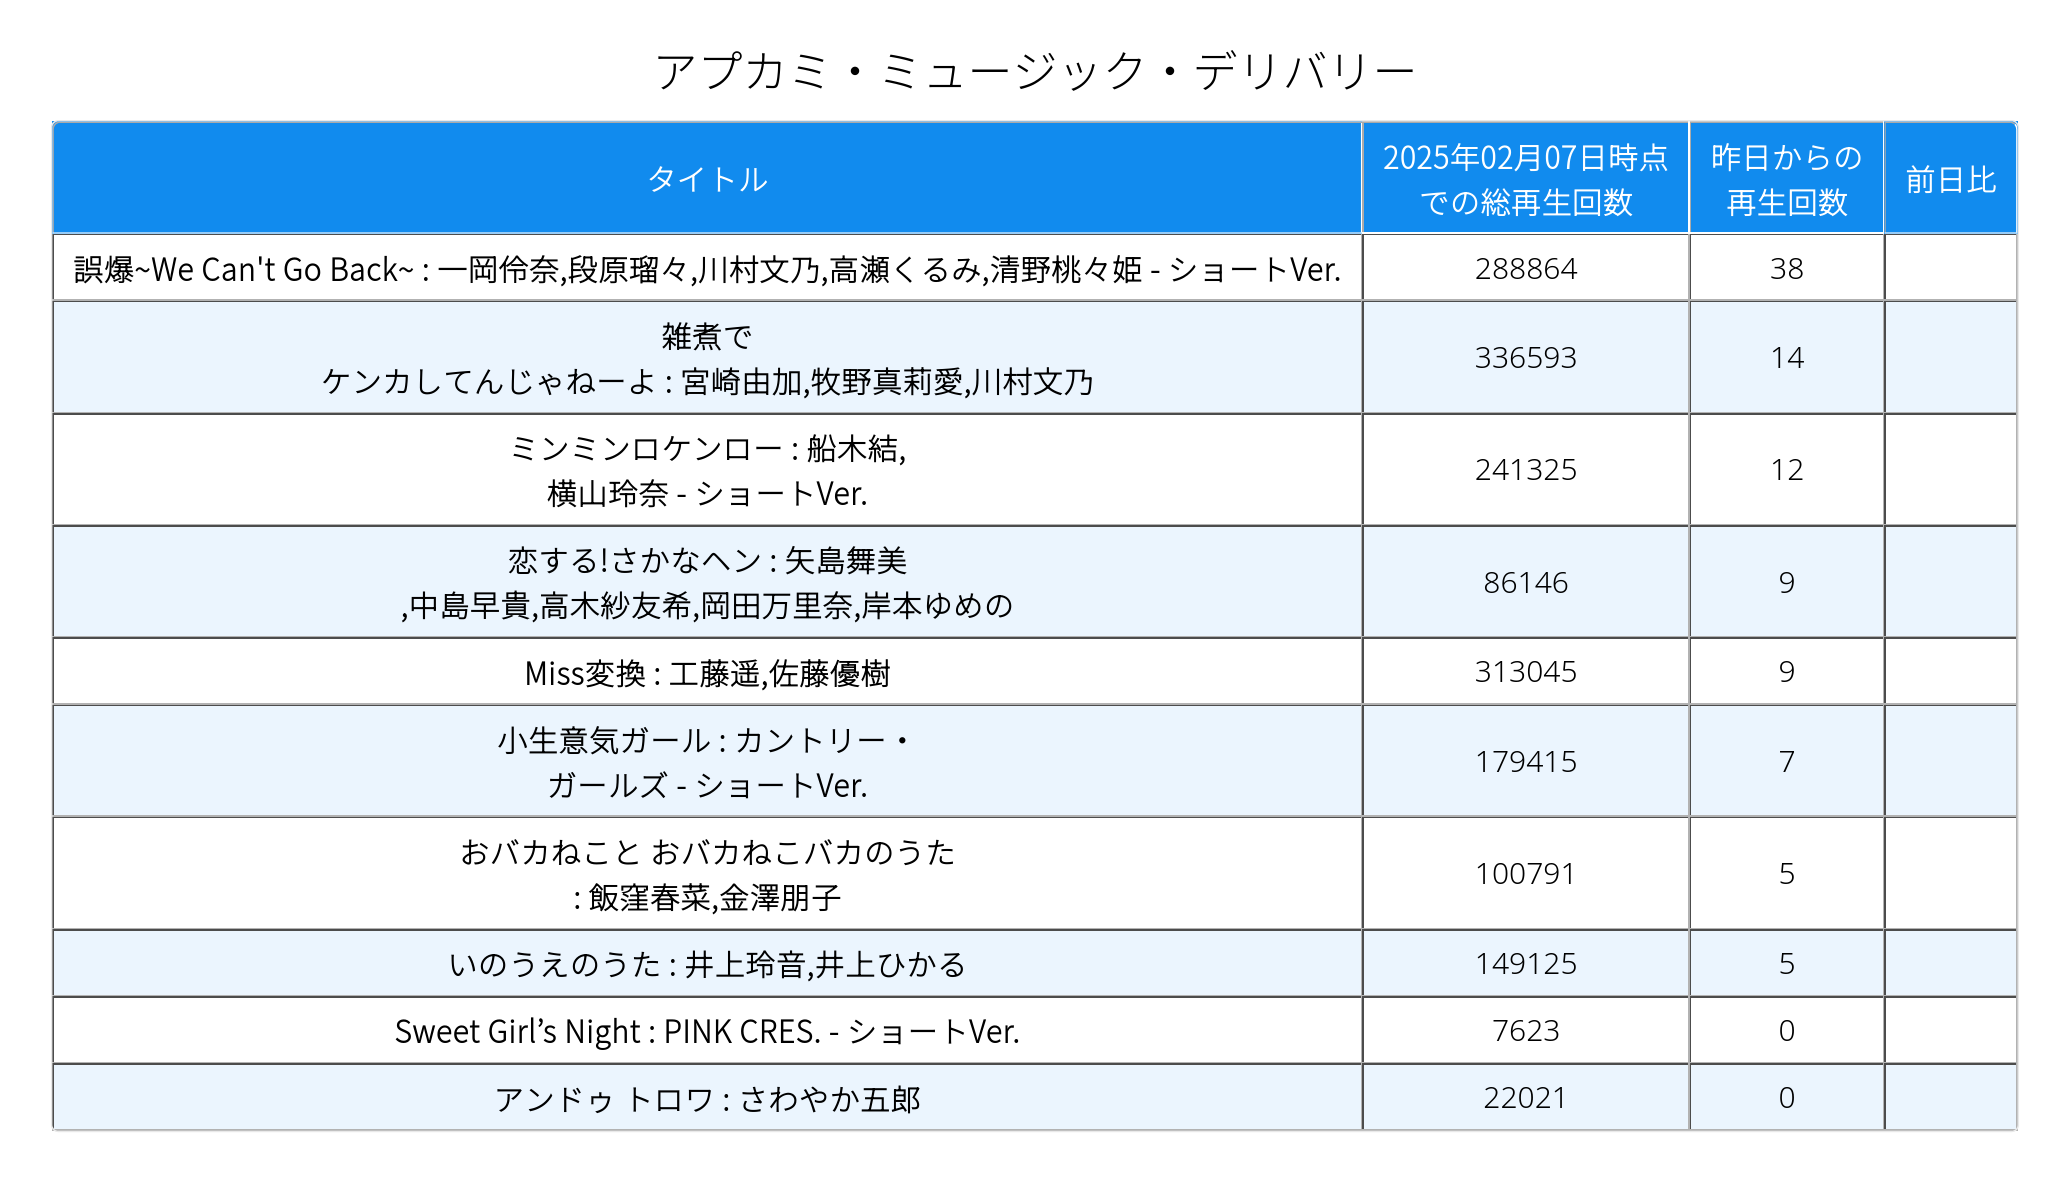 アプカミ・ミュージック・デリバリー
タイトル
2025年02月07日時点
での総再生回数
昨日からの
再生回数
前日比
誤爆~We Can't Go Back~ : 一岡伶奈,段原瑠々,川村文乃,高瀬くるみ,清野桃々姫 - ショートVer.
288864
38
雑煮で
ケンカしてんじゃねーよ : 宮崎由加,牧野真莉愛,川村文乃
336593
14
ミンミンロケンロー : 船木結,
横山玲奈 - ショートVer.
241325
12
恋する!さかなヘン : 矢島舞美
,中島早貴,高木紗友希,岡田万里奈,岸本ゆめの
86146
9
Miss変換 : 工藤遥,佐藤優樹
313045
9
小生意気ガール : カントリー・
ガールズ - ショートVer.
179415
7
おバカねこと おバカねこバカのうた
: 飯窪春菜,金澤朋子
100791
5
いのうえのうた : 井上玲音,井上ひかる
149125
5
Sweet Girl’s Night : PINK CRES. - ショートVer.
7623
0
アンドゥ トロワ : さわやか五郎
22021
0